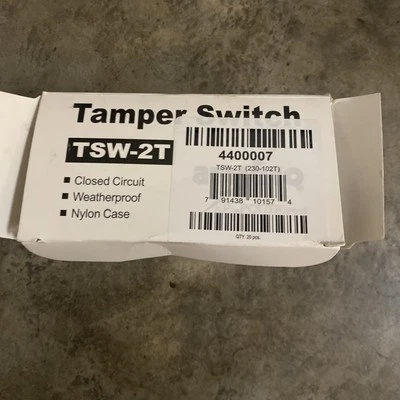 Tamper Switch
TSW-2T
■ Closed Circuit
■ Weatherproof
■ Nylon Case
4400007
TSW-2T (230-102T)
7 91438 10157 4
QTY. 20 pcs.